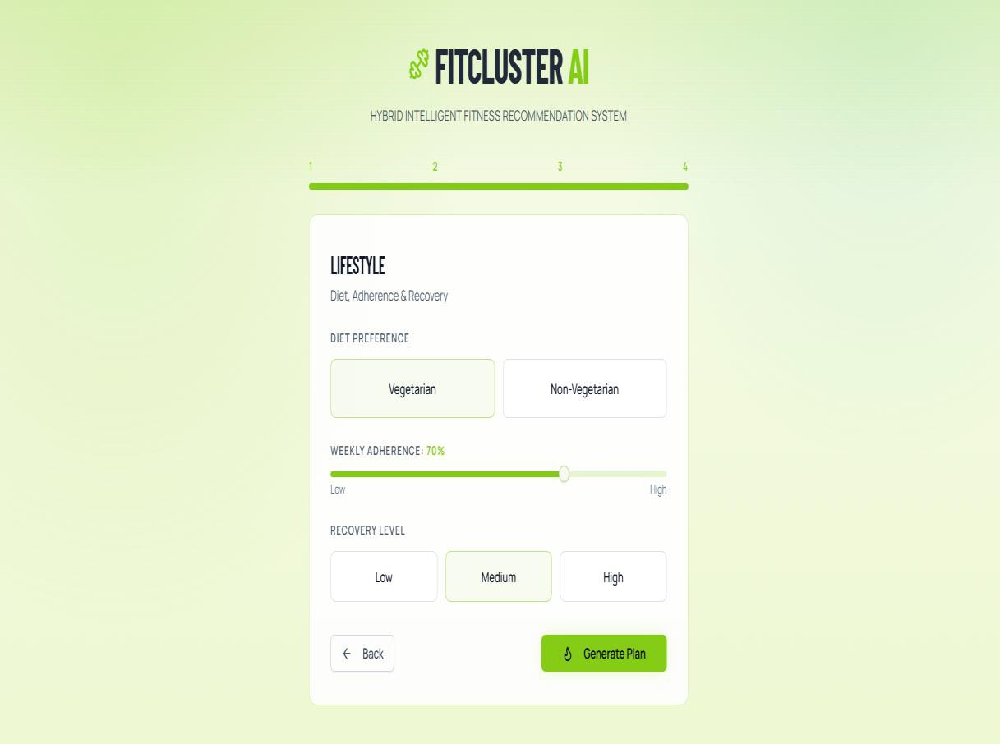 FITCLUSTER AI
HYBRID INTELLIGENT FITNESS RECOMMENDATION SYSTEM
1 2 3 4
LIFESTYLE
Diet, Adherence & Recovery
DIET PREFERENCE
Vegetarian Non-Vegetarian
WEEKLY ADHERENCE: 70%
Low High
RECOVERY LEVEL
Low Medium High
Back Generate Plan